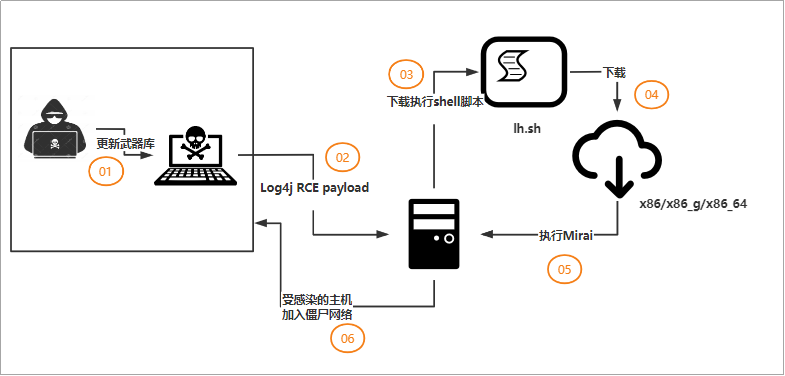 更新武器库
01
02
Log4j RCE payload
03
下载执行shell脚本
lh.sh
下载
04
x86/x86_g/x86_64
执行Mirai
05
受感染的主机
加入僵尸网络
06